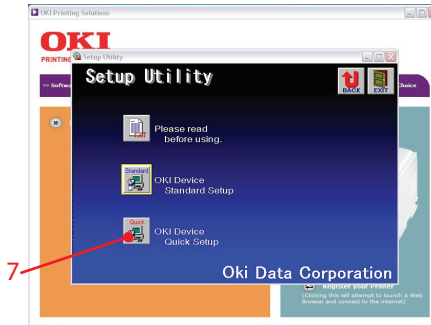 OKI Printing Solutions
OKI
PRINTING
Setup Utility
Setup Utility
BACK
EXIT
>> Softwa
Choice
Please read
before using.
Standard
OKI Device
Standard Setup
Quick
OKI Device
Quick Setup
7
Oki Data Corporation
Register your Printer
(Clicking this will attempt to launch a Web
Browser and connect to the internet)